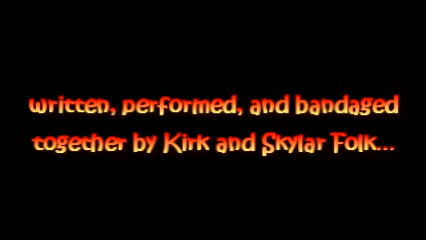 written, performed, and bandaged
together by Kirk and Skylar Folk...